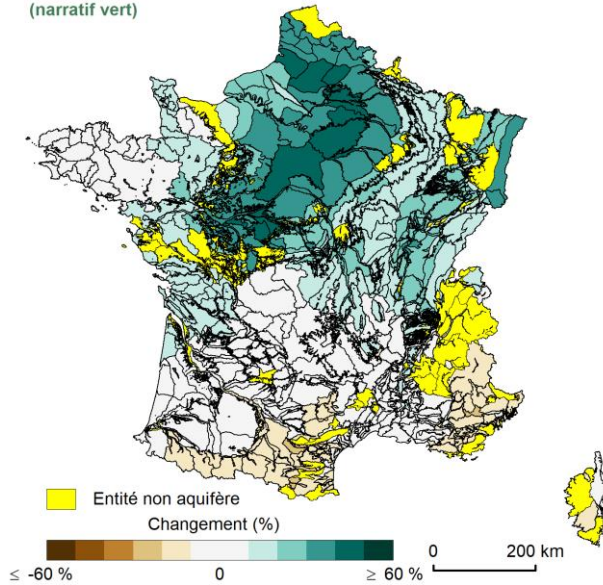 (narratif vert)
Entité non aquifère
Changement (%)
≤ -60 % 0 ≥ 60 %
0 200 km